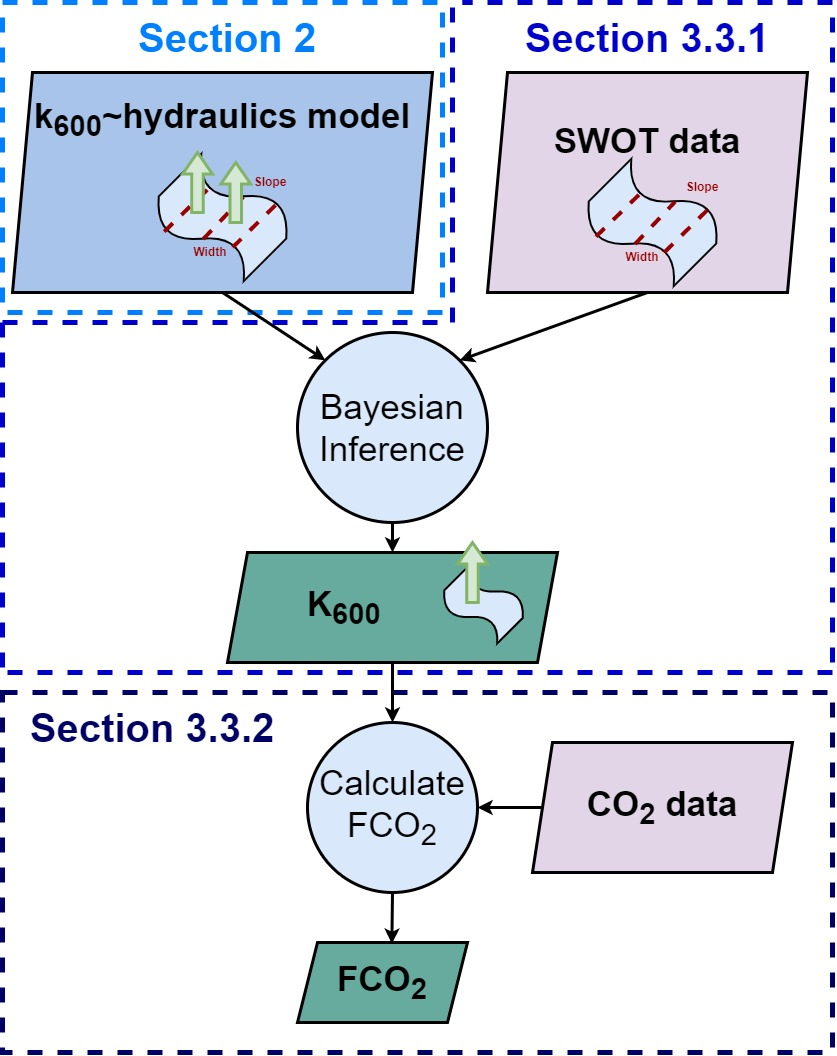 Section 2
Section 3.3.1
k600~hydraulics model
Slope
Width
SWOT data
Slope
Width
Bayesian
Inference
K600
Section 3.3.2
Calculate
FCO2
CO2 data
FCO2